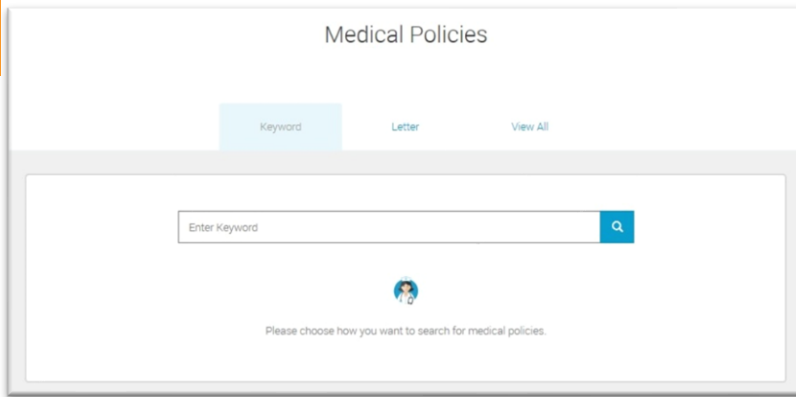 Medical Policies
Keyword
Letter
View All
Enter Keyword
Please choose how you want to search for medical policies.